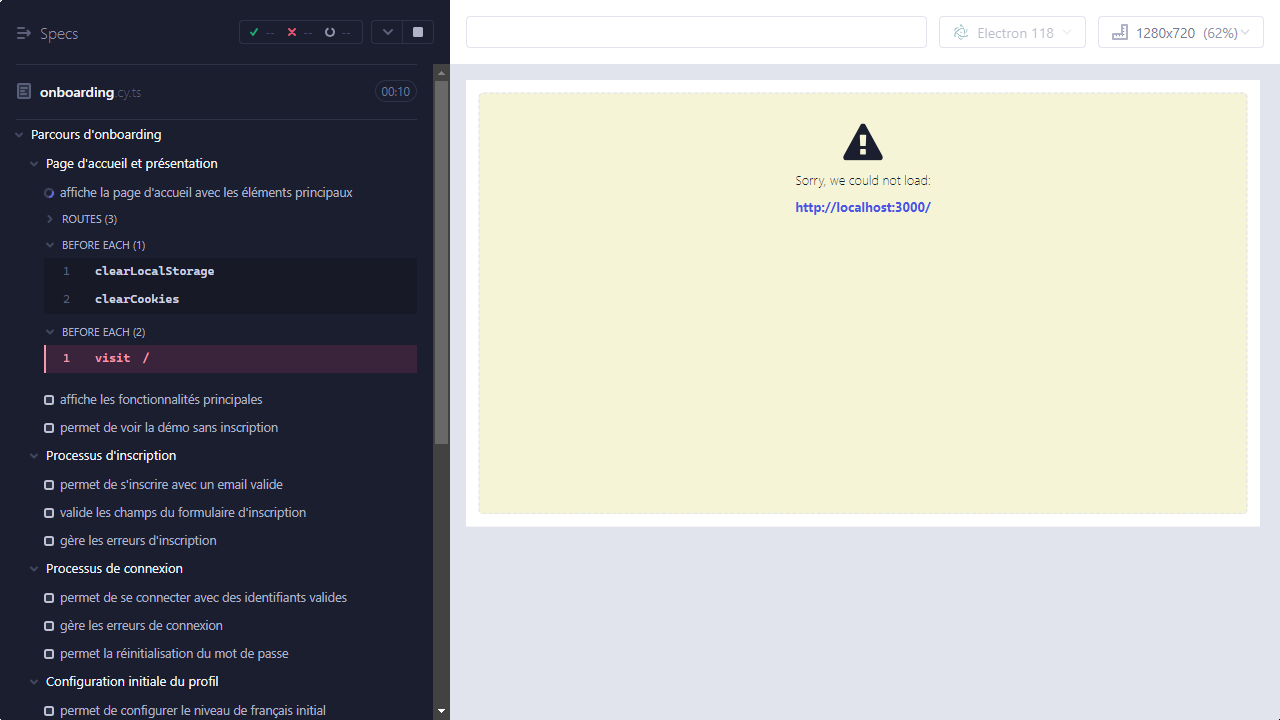 Specs
--
--
--
Electron 118
1280x720 (62%)
onboarding.cy.ts
00:10
Parcours d'onboarding
Page d'accueil et présentation
affiche la page d'accueil avec les éléments principaux
ROUTES (3)
BEFORE EACH (1)
1 clearLocalStorage
2 clearCookies
BEFORE EACH (2)
1 visit /
affiche les fonctionnalités principales
permet de voir la démo sans inscription
Processus d'inscription
permet de s'inscrire avec un email valide
valide les champs du formulaire d'inscription
gère les erreurs d'inscription
Processus de connexion
permet de se connecter avec des identifiants valides
gère les erreurs de connexion
permet la réinitialisation du mot de passe
Configuration initiale du profil
permet de configurer le niveau de français initial
Sorry, we could not load:
http://localhost:3000/